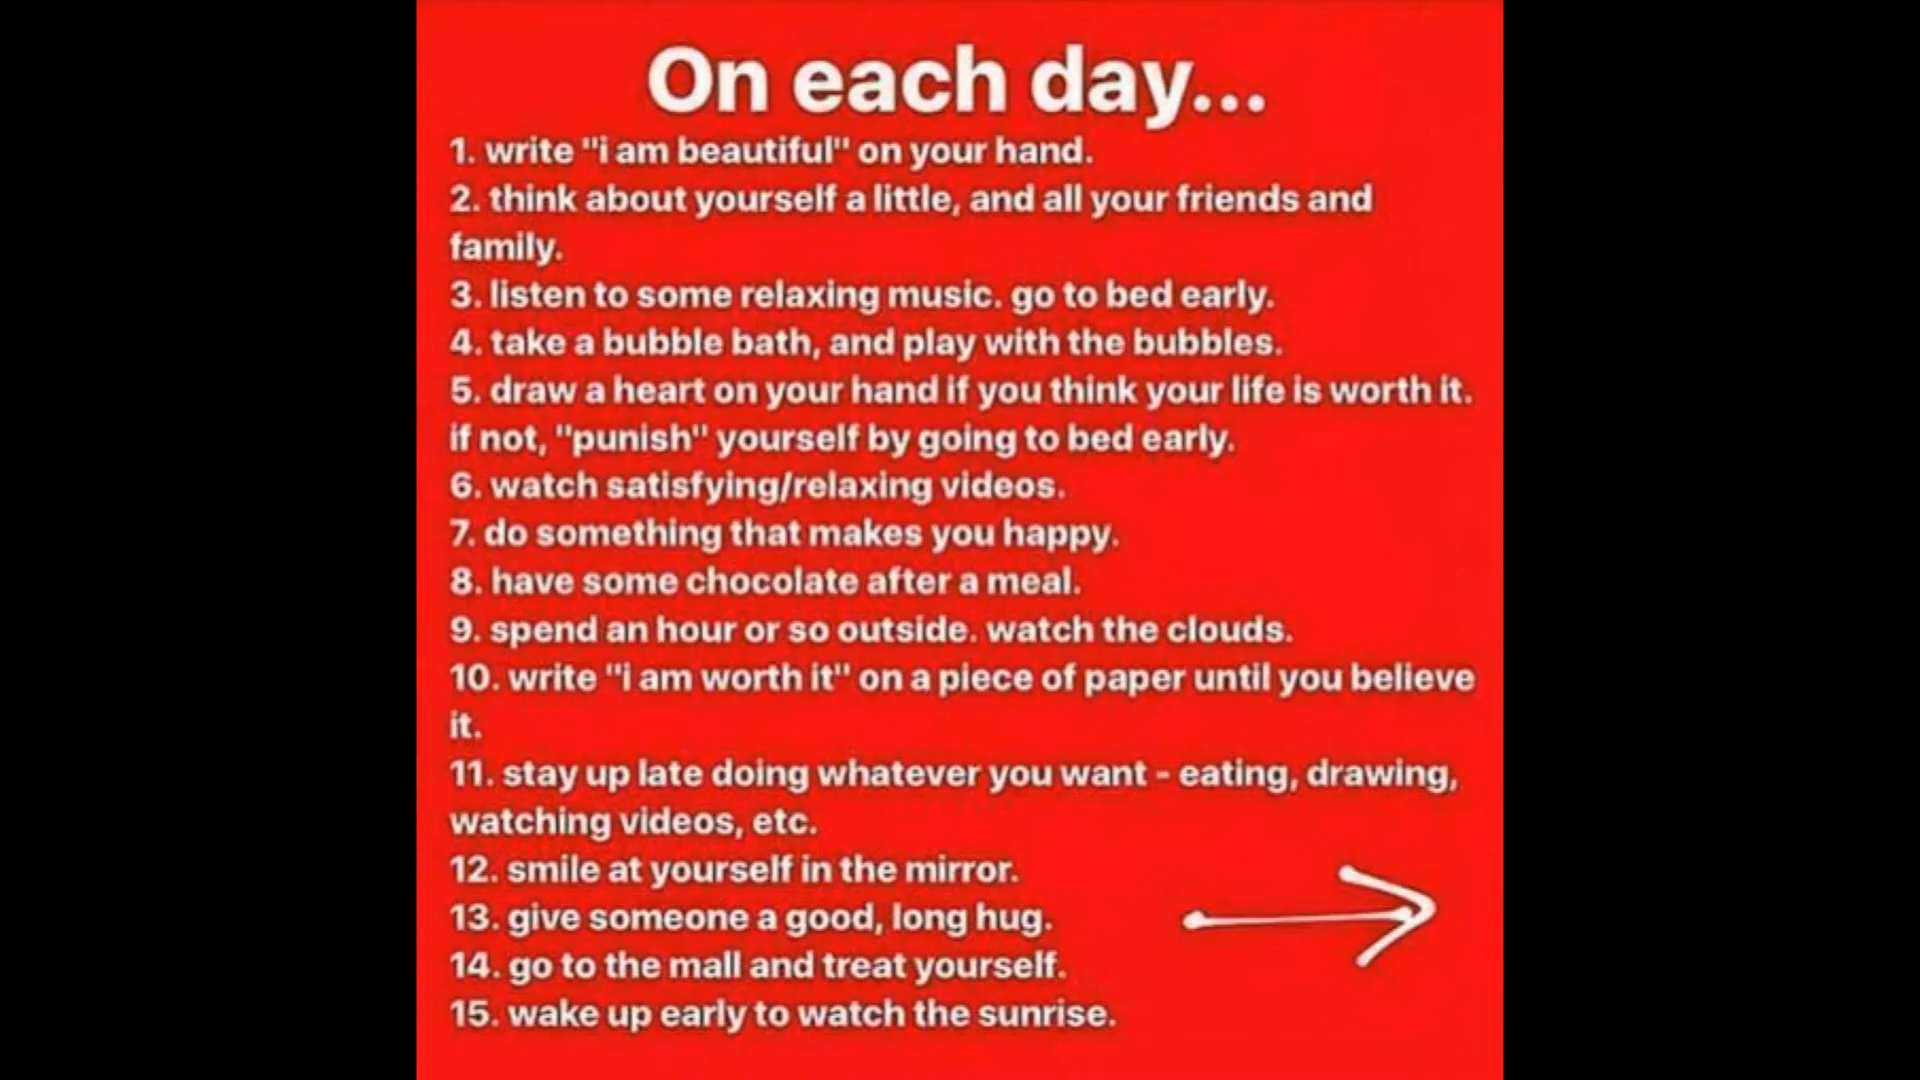 On each day...
1. write "i am beautiful" on your hand.
2. think about yourself a little, and all your friends and
family.
3. listen to some relaxing music. go to bed early.
4. take a bubble bath, and play with the bubbles.
5. draw a heart on your hand if you think your life is worth it.
if not, "punish" yourself by going to bed early.
6. watch satisfying/relaxing videos.
7. do something that makes you happy.
8. have some chocolate after a meal.
9. spend an hour or so outside. watch the clouds.
10. write "i am worth it" on a piece of paper until you believe
it.
11. stay up late doing whatever you want - eating, drawing,
watching videos, etc.
12. smile at yourself in the mirror.
13. give someone a good, long hug.
14. go to the mall and treat yourself.
15. wake up early to watch the sunrise.